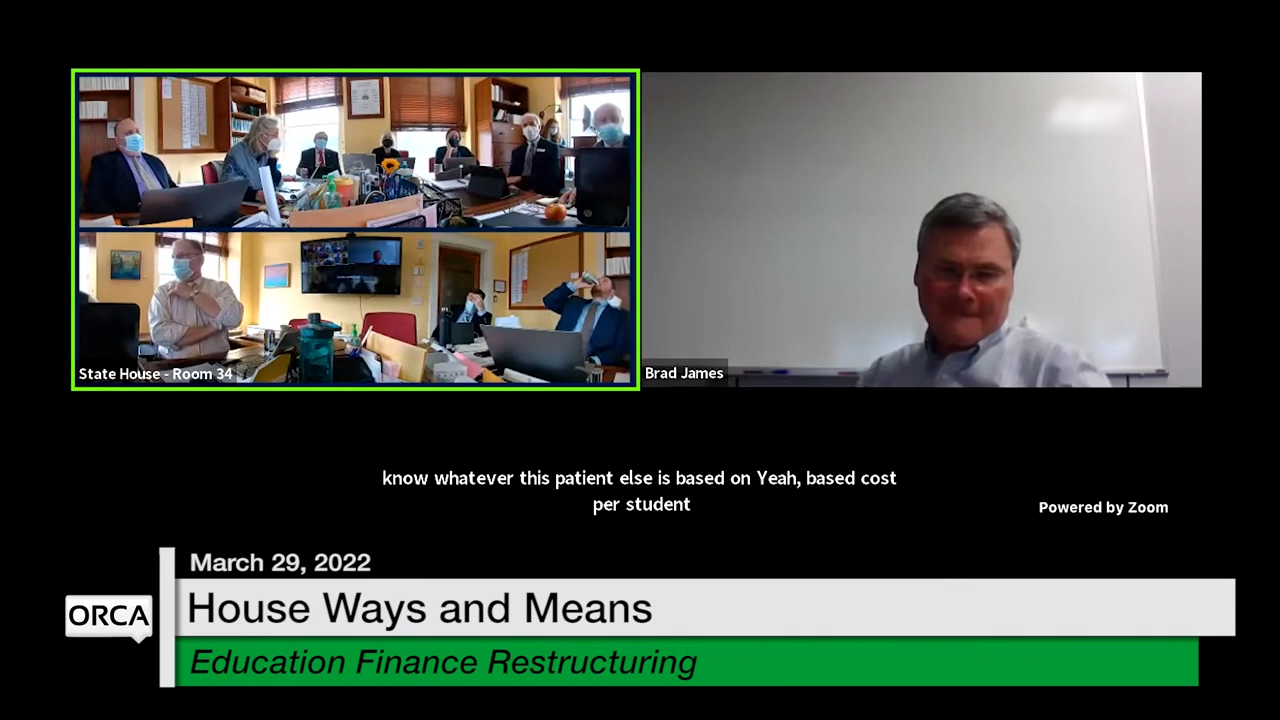 State House - Room 34
Brad James
know whatever this patient else is based on Yeah, based cost
per student
Powered by Zoom
March 29, 2022
ORCA
House Ways and Means
Education Finance Restructuring